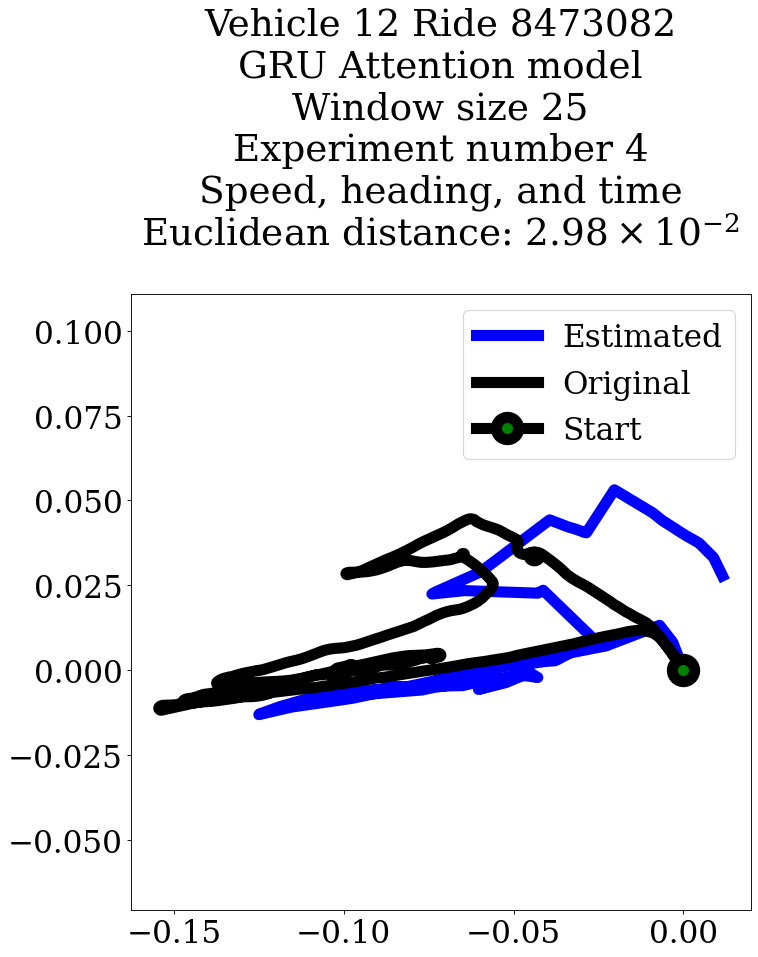 Vehicle 12 Ride 8473082
GRU Attention model
Window size 25
Experiment number 4
Speed, heading, and time
Euclidean distance: 2.98 × 10⁻²
Estimated
Original
Start
0.100
0.075
0.050
0.025
0.000
−0.025
−0.050
−0.15 −0.10 −0.05 0.00